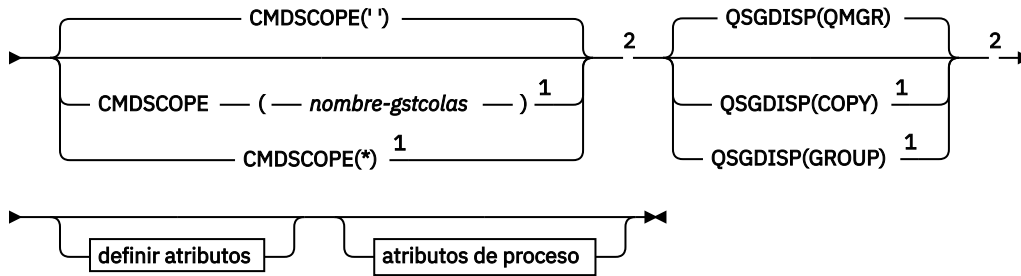 CMDSCOPE(' ')
2
CMDSCOPE ( nombre-gstcolas ) 1
CMDSCOPE(*) 1
QSGDISP(QMGR)
2
QSGDISP(COPY) 1
QSGDISP(GROUP) 1
definir atributos
atributos de proceso